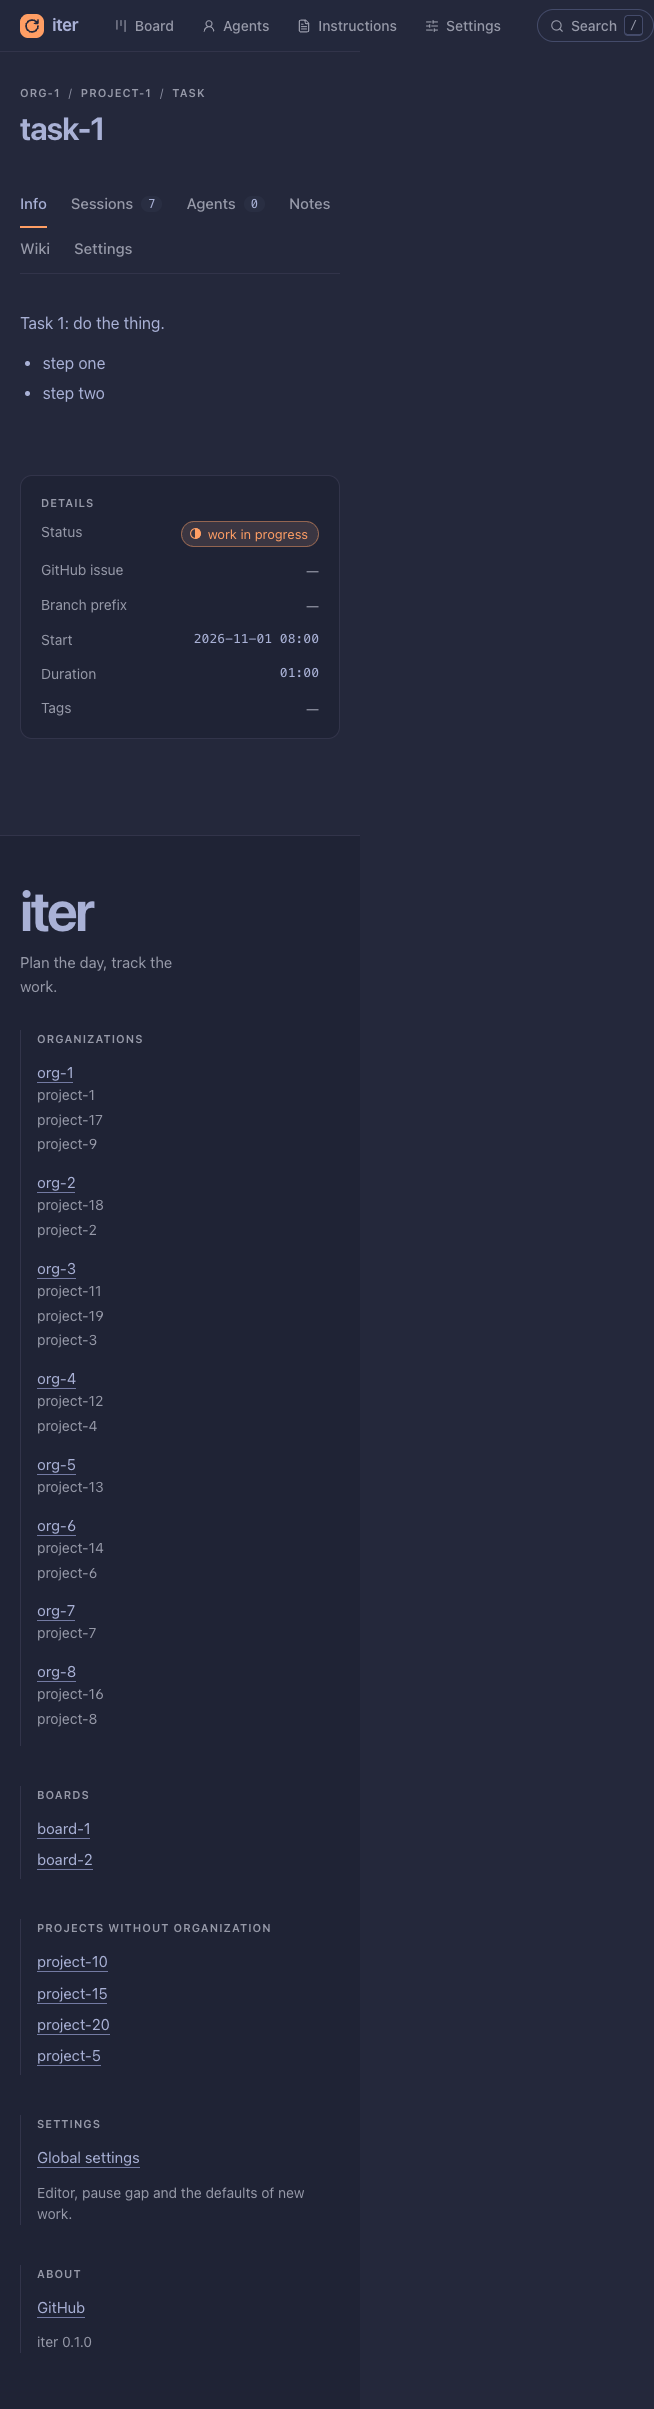 iter Board Agents Instructions Settings Search /
ORG-1 / PROJECT-1 / TASK
task-1
Info Sessions 7 Agents 0 Notes
Wiki Settings
Task 1: do the thing.
• step one
• step two
DETAILS
Status work in progress
GitHub issue —
Branch prefix —
Start 2026-11-01 08:00
Duration 01:00
Tags —
iter
Plan the day, track the
work.
ORGANIZATIONS
org-1
project-1
project-17
project-9
org-2
project-18
project-2
org-3
project-11
project-19
project-3
org-4
project-12
project-4
org-5
project-13
org-6
project-14
project-6
org-7
project-7
org-8
project-16
project-8
BOARDS
board-1
board-2
PROJECTS WITHOUT ORGANIZATION
project-10
project-15
project-20
project-5
SETTINGS
Global settings
Editor, pause gap and the defaults of new
work.
ABOUT
GitHub
iter 0.1.0